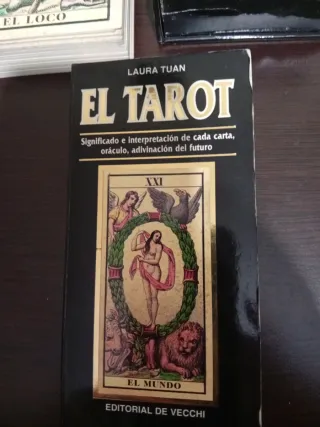 EL LOCO
LAURA TUAN
EL TAROT
Significado e interpretación de cada carta,
oráculo, adivinación del futuro
XXI
EL MUNDO
EDITORIAL DE VECCHI